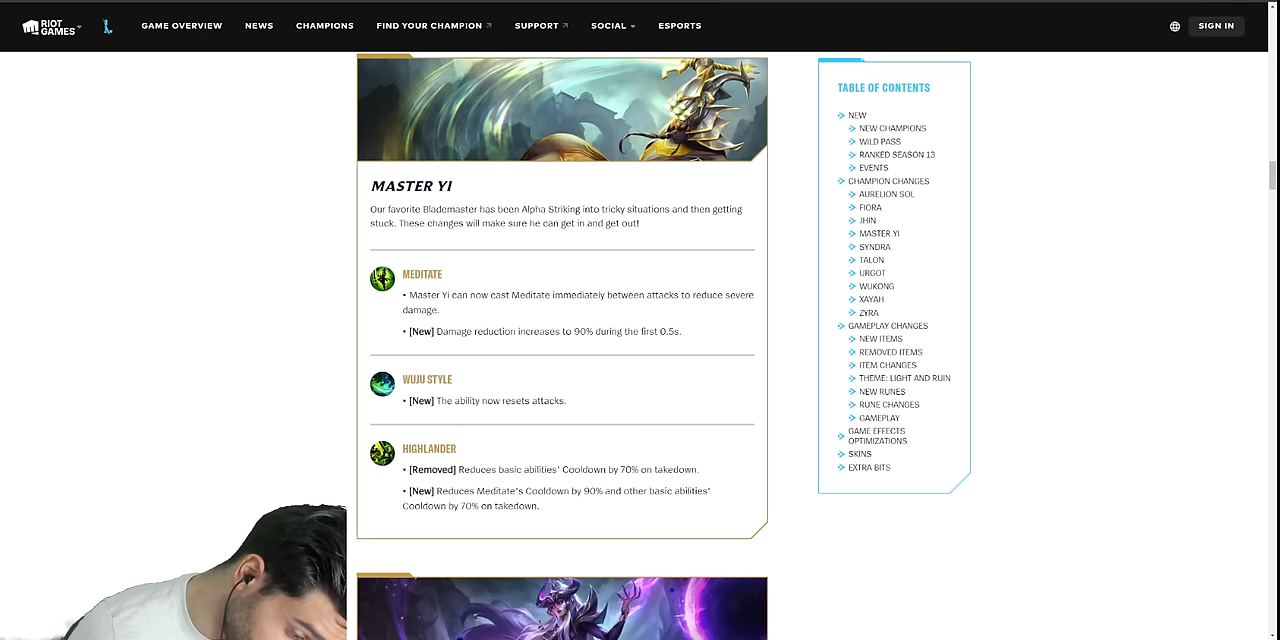 RIOT GAMES
GAME OVERVIEW
NEWS
CHAMPIONS
FIND YOUR CHAMPION
SUPPORT
SOCIAL
ESPORTS
SIGN IN
MASTER YI
Our favorite Blademaster has been Alpha Striking into tricky situations and then getting
stuck. These changes will make sure he can get in and get out!
MEDITATE
• Master Yi can now cast Meditate immediately between attacks to reduce severe
damage.
• [New] Damage reduction increases to 90% during the first 0.5s.
WUJU STYLE
• [New] The ability now resets attacks.
HIGHLANDER
• [Removed] Reduces basic abilities' Cooldown by 70% on takedown.
• [New] Reduces Meditate's Cooldown by 90% and other basic abilities'
Cooldown by 70% on takedown.
TABLE OF CONTENTS
NEW
NEW CHAMPIONS
WILD PASS
RANKED SEASON 13
EVENTS
CHAMPION CHANGES
AURELION SOL
FIORA
JHIN
MASTER YI
SYNDRA
TALON
URGOT
WUKONG
XAYAH
ZYRA
GAMEPLAY CHANGES
NEW ITEMS
REMOVED ITEMS
ITEM CHANGES
THEME: LIGHT AND RUIN
NEW RUNES
RUNE CHANGES
GAMEPLAY
GAME EFFECTS
OPTIMIZATIONS
SKINS
EXTRA BITS